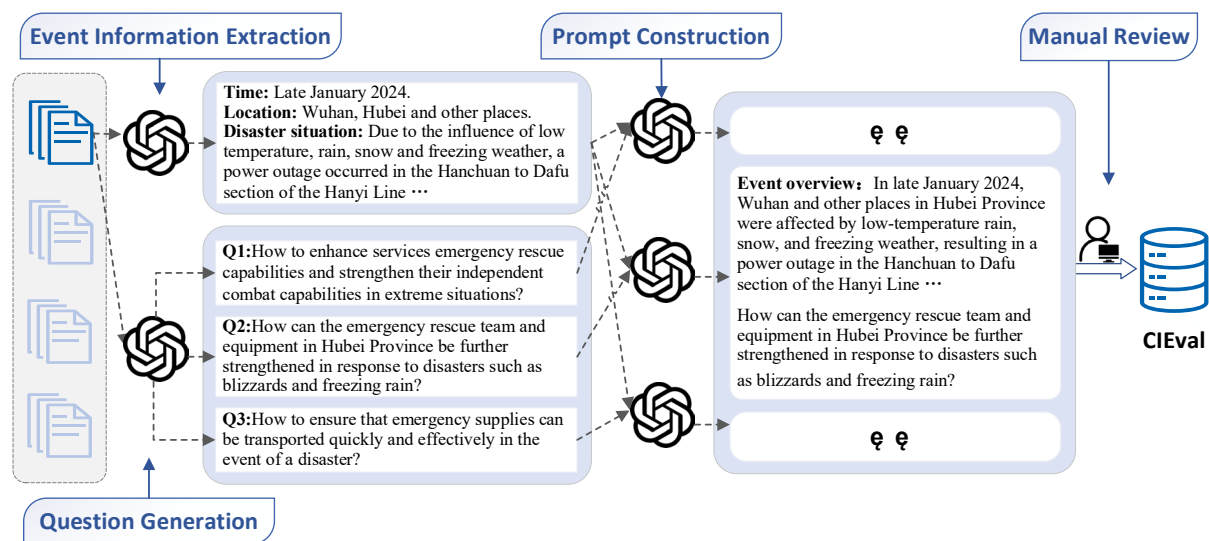 Event Information Extraction
Prompt Construction
Manual Review
Time: Late January 2024.
Location: Wuhan, Hubei and other places.
Disaster situation: Due to the influence of low
temperature, rain, snow and freezing weather, a
power outage occurred in the Hanchuan to Dafu
section of the Hanyi Line ⋯
Q1:How to enhance services emergency rescue
capabilities and strengthen their independent
combat capabilities in extreme situations?
Q2:How can the emergency rescue team and
equipment in Hubei Province be further
strengthened in response to disasters such as
blizzards and freezing rain?
Q3:How to ensure that emergency supplies can
be transported quickly and effectively in the
event of a disaster?
Question Generation
ę ę
Event overview：In late January 2024,
Wuhan and other places in Hubei Province
were affected by low-temperature rain,
snow, and freezing weather, resulting in a
power outage in the Hanchuan to Dafu
section of the Hanyi Line ⋯
How can the emergency rescue team and
equipment in Hubei Province be further
strengthened in response to disasters such
as blizzards and freezing rain?
ę ę
CIEval